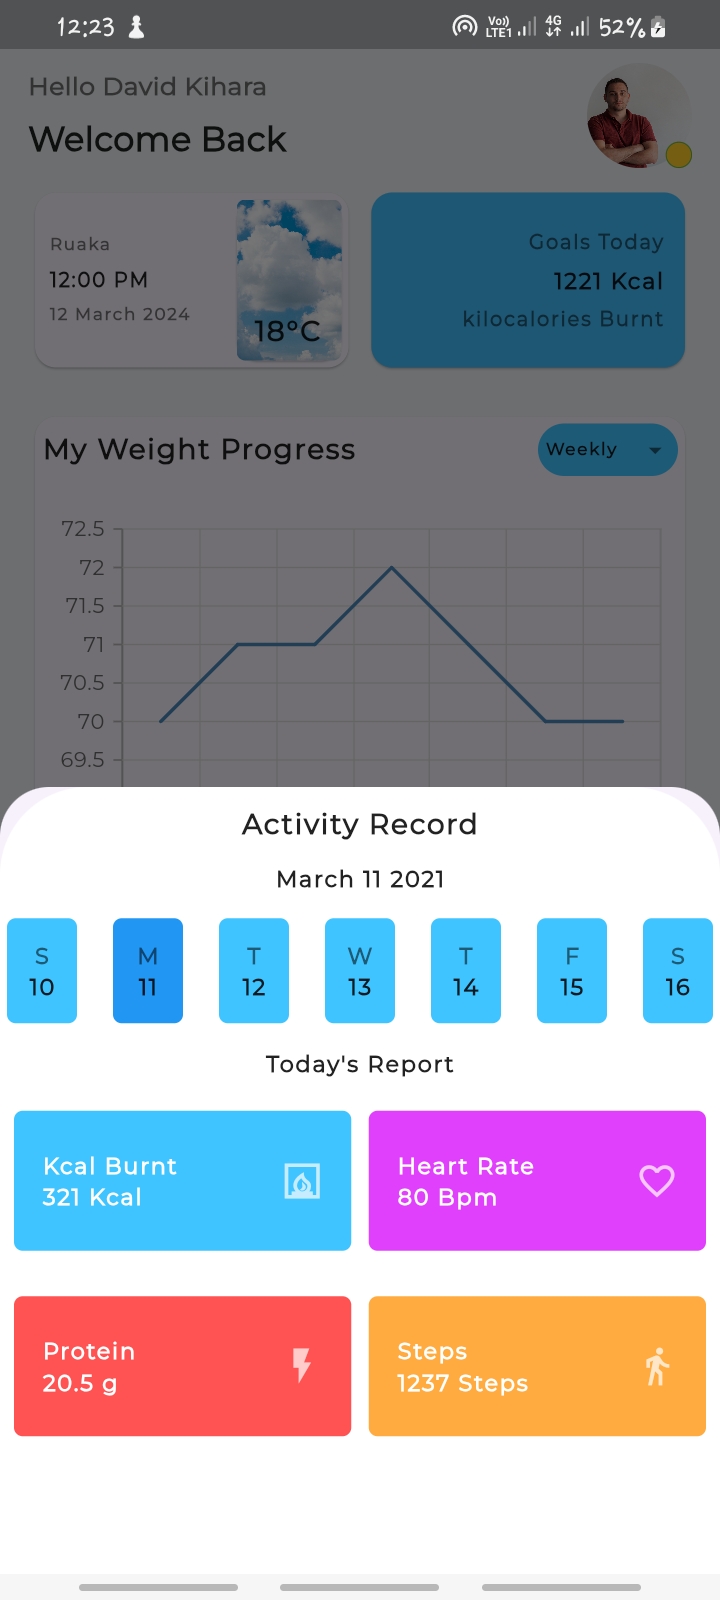 12:23
Vo)) LTE1 4G 52%
Hello David Kihara
Welcome Back
Ruaka
12:00 PM
12 March 2024
18°C
Goals Today
1221 Kcal
kilocalories Burnt
My Weight Progress
Weekly
72.5
72
71.5
71
70.5
70
69.5
Activity Record
March 11 2021
S M T W T F S
10 11 12 13 14 15 16
Today's Report
Kcal Burnt
321 Kcal
Heart Rate
80 Bpm
Protein
20.5 g
Steps
1237 Steps